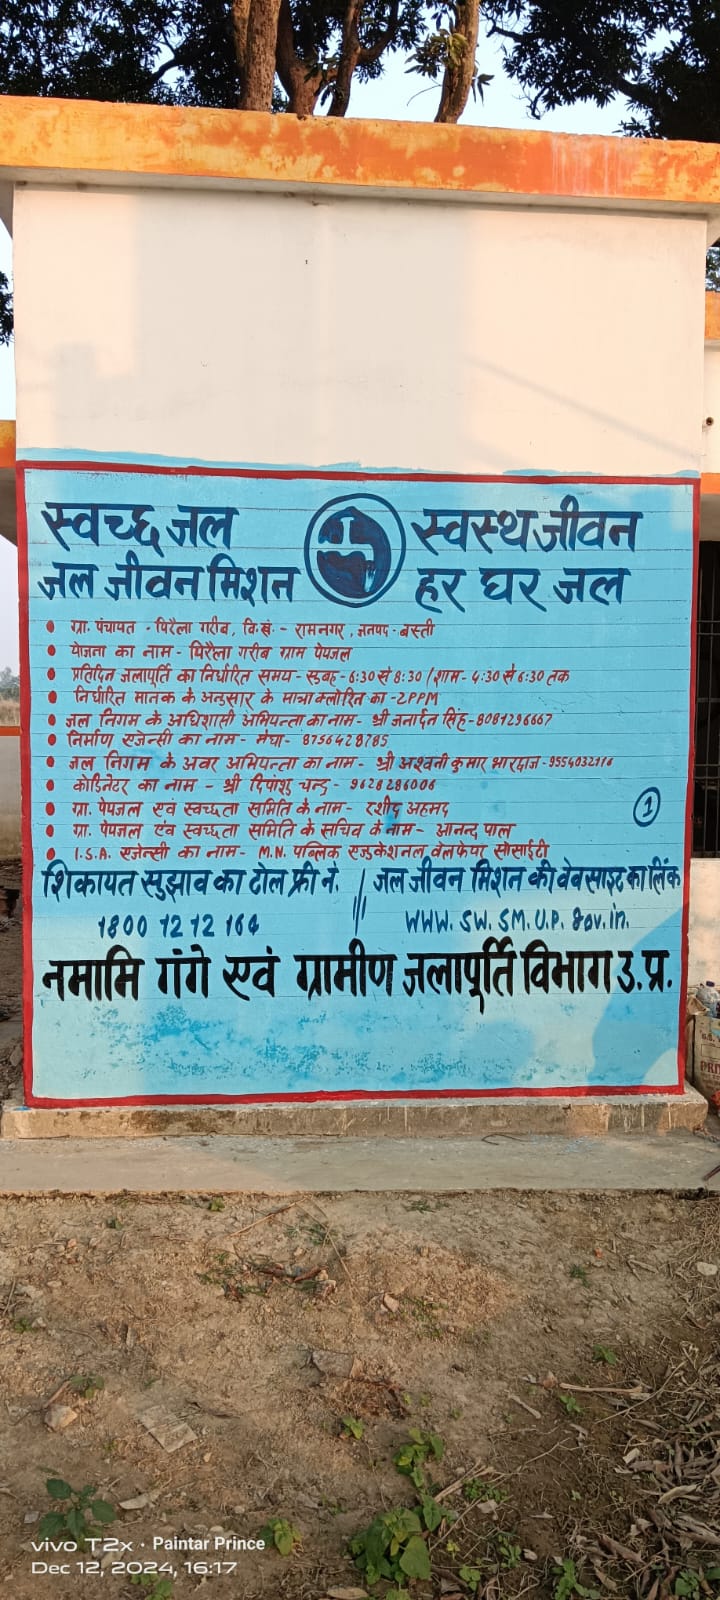 स्वच्छ जल स्वस्थ जीवन
जल जीवन मिशन हर घर जल
• ग्रा. पंचायत - पिरैला गरीब, वि.खं. - रामनगर, जनपद - बस्ती
• योजना का नाम - पिरैला गरीब ग्राम पेयजल
• प्रतिदिन जलापूर्ति का निर्धारित समय - सुबह - 6:30 से 8:30 / शाम - 4:30 से 6:30 तक
• निर्धारित मानक के अनुसार के मात्रा क्लोरिन का - 2PPM
• जल निगम के अधिशासी अभियन्ता का नाम - श्री जनार्दन सिंह - 8081296667
• निर्माण एजेन्सी का नाम - मेघा - 8756428785
• जल निगम के अवर अभियन्ता का नाम - श्री अश्वनी कुमार भारद्वाज - 9554032116
• कोडिनेटर का नाम - श्री दिपांशु चन्द - 9628286006
• ग्रा. पेयजल एवं स्वच्छता समिति के नाम - रशीद अहमद
• ग्रा. पेयजल एंव स्वच्छता समिति के सचिव के नाम - आनन्द पाल
• I.S.A. एजेन्सी का नाम - M.N. पब्लिक एजुकेशनल वेलफेयर सोसाईटी
1
शिकायत सुझाव का टोल फ्री नं. // जल जीवन मिशन की वेवसाइट का लिंक
1800 12 12 164 WWW. SW. SM. U.P. Gov. in.
नमामि गंगे एवं ग्रामीण जलापूर्ति विभाग उ.प्र.
vivo T2x · Paintar Prince
Dec 12, 2024, 16:17